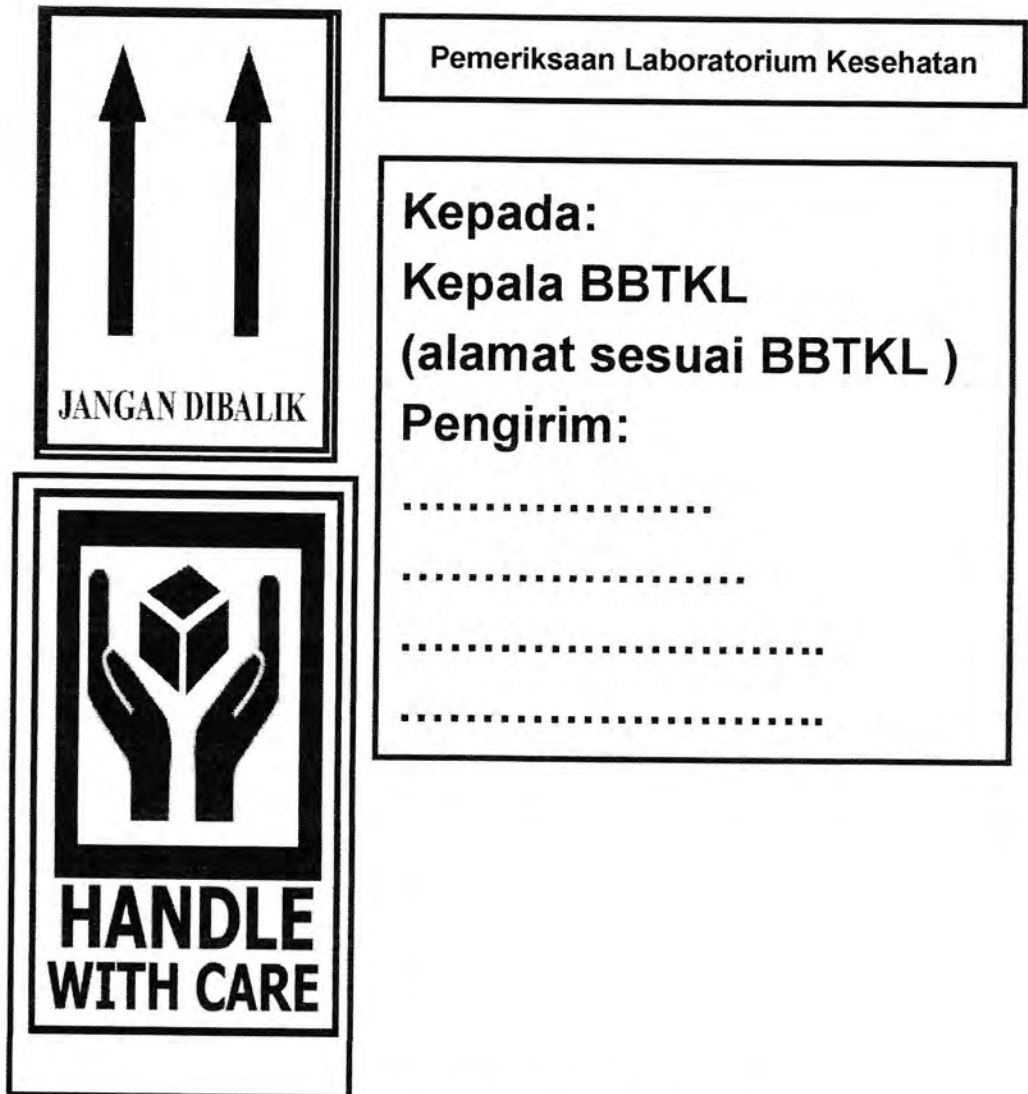 JANGAN DIBALIK
HANDLE
WITH CARE
Pemeriksaan Laboratorium Kesehatan
Kepada:
Kepala BBTKL
(alamat sesuai BBTKL )
Pengirim:
...................
.....................
..........................
..........................